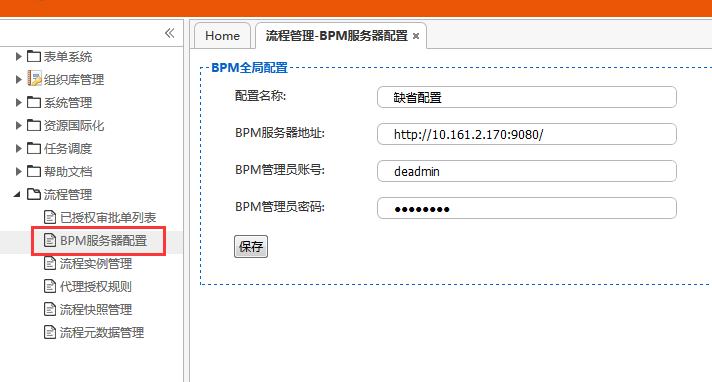 Home
流程管理-BPM服务器配置
表单系统
组织库管理
系统管理
资源国际化
任务调度
帮助文档
流程管理
已授权审批单列表
BPM服务器配置
流程实例管理
代理授权规则
流程快照管理
流程元数据管理
BPM全局配置
配置名称: 缺省配置
BPM服务器地址: http://10.161.2.170:9080/
BPM管理员账号: deadmin
BPM管理员密码: ●●●●●●●●
保存